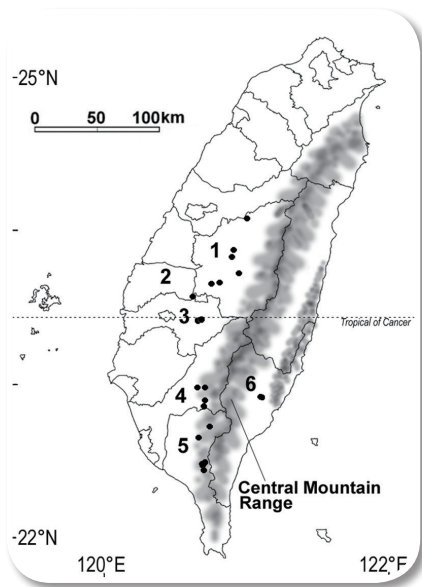 25°N
0 50 100km
1
2
3
Tropical of Cancer
4
6
5
Central Mountain
Range
22°N
120°E 122°E